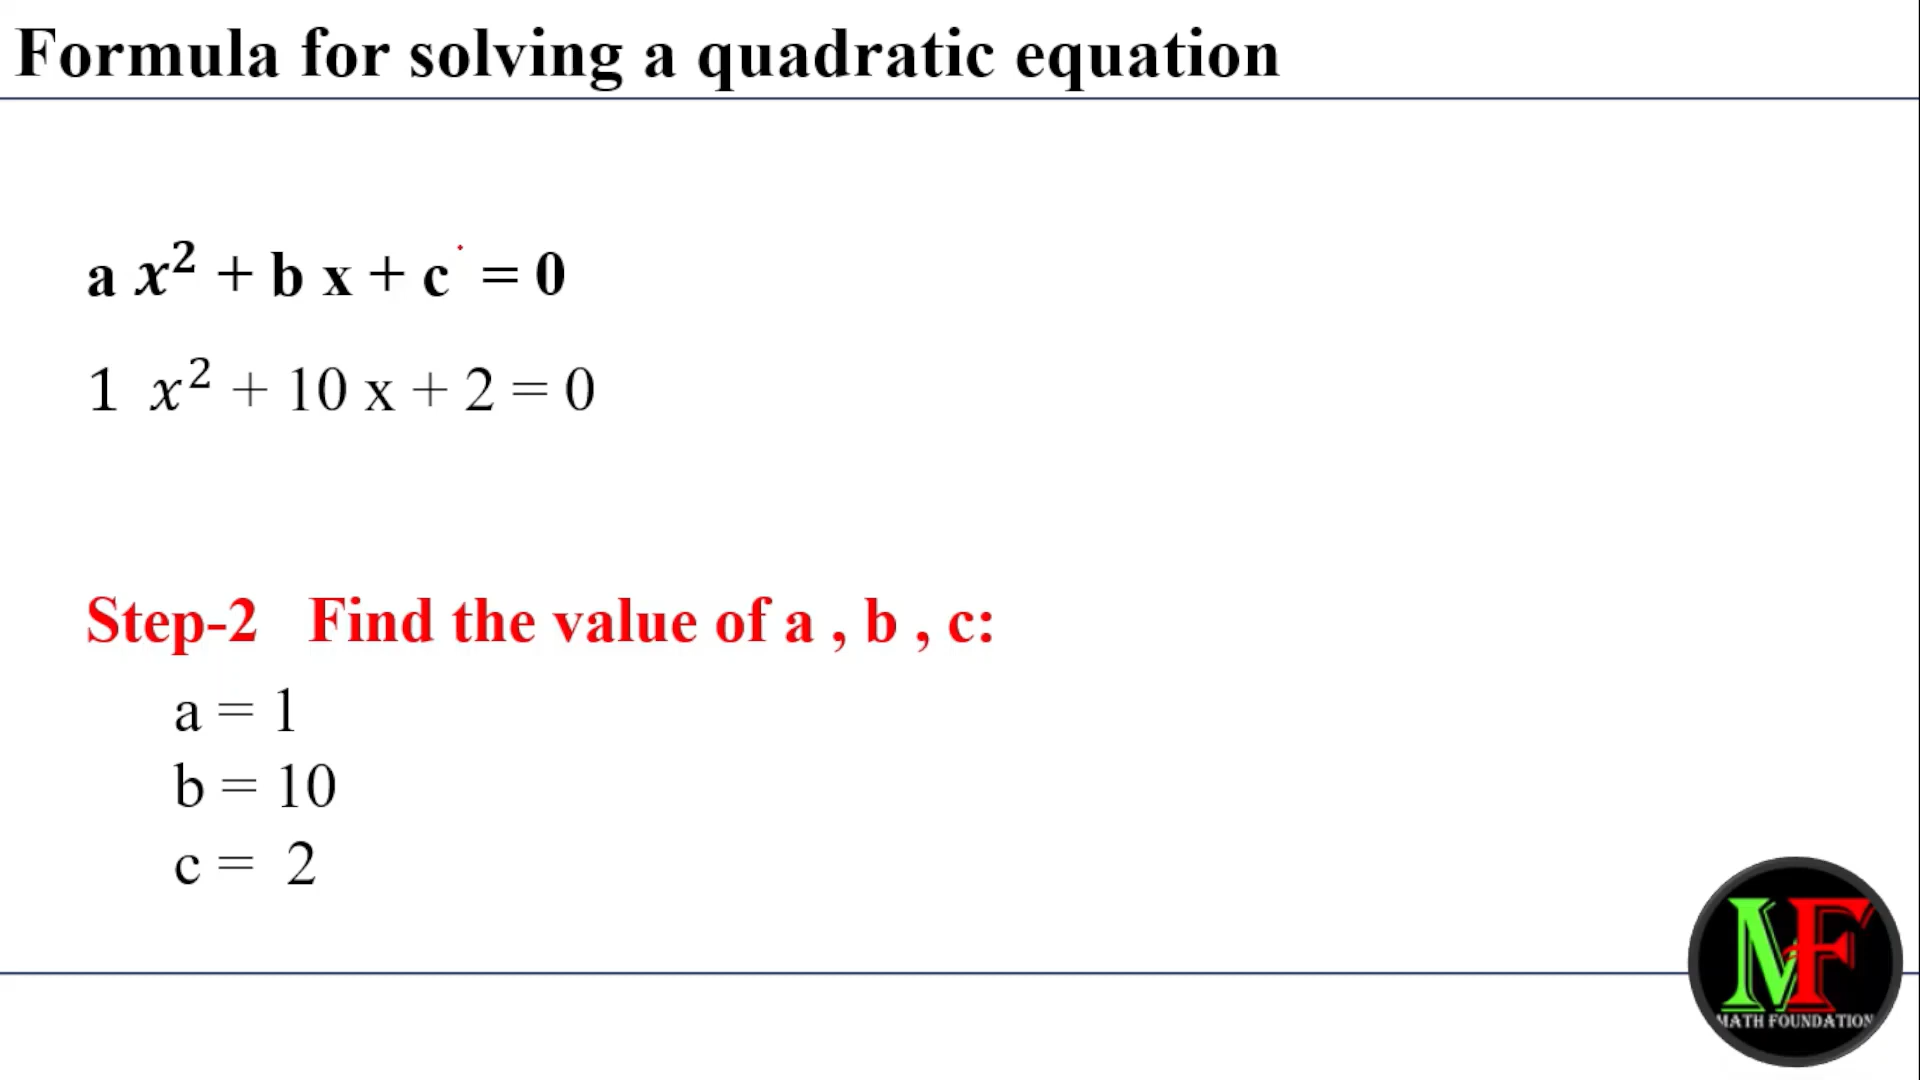 Formula for solving a quadratic equation
a x² + b x + c = 0
1 x² + 10 x + 2 = 0
Step-2 Find the value of a , b , c:
a = 1
b = 10
c = 2
MF
MATH FOUNDATION